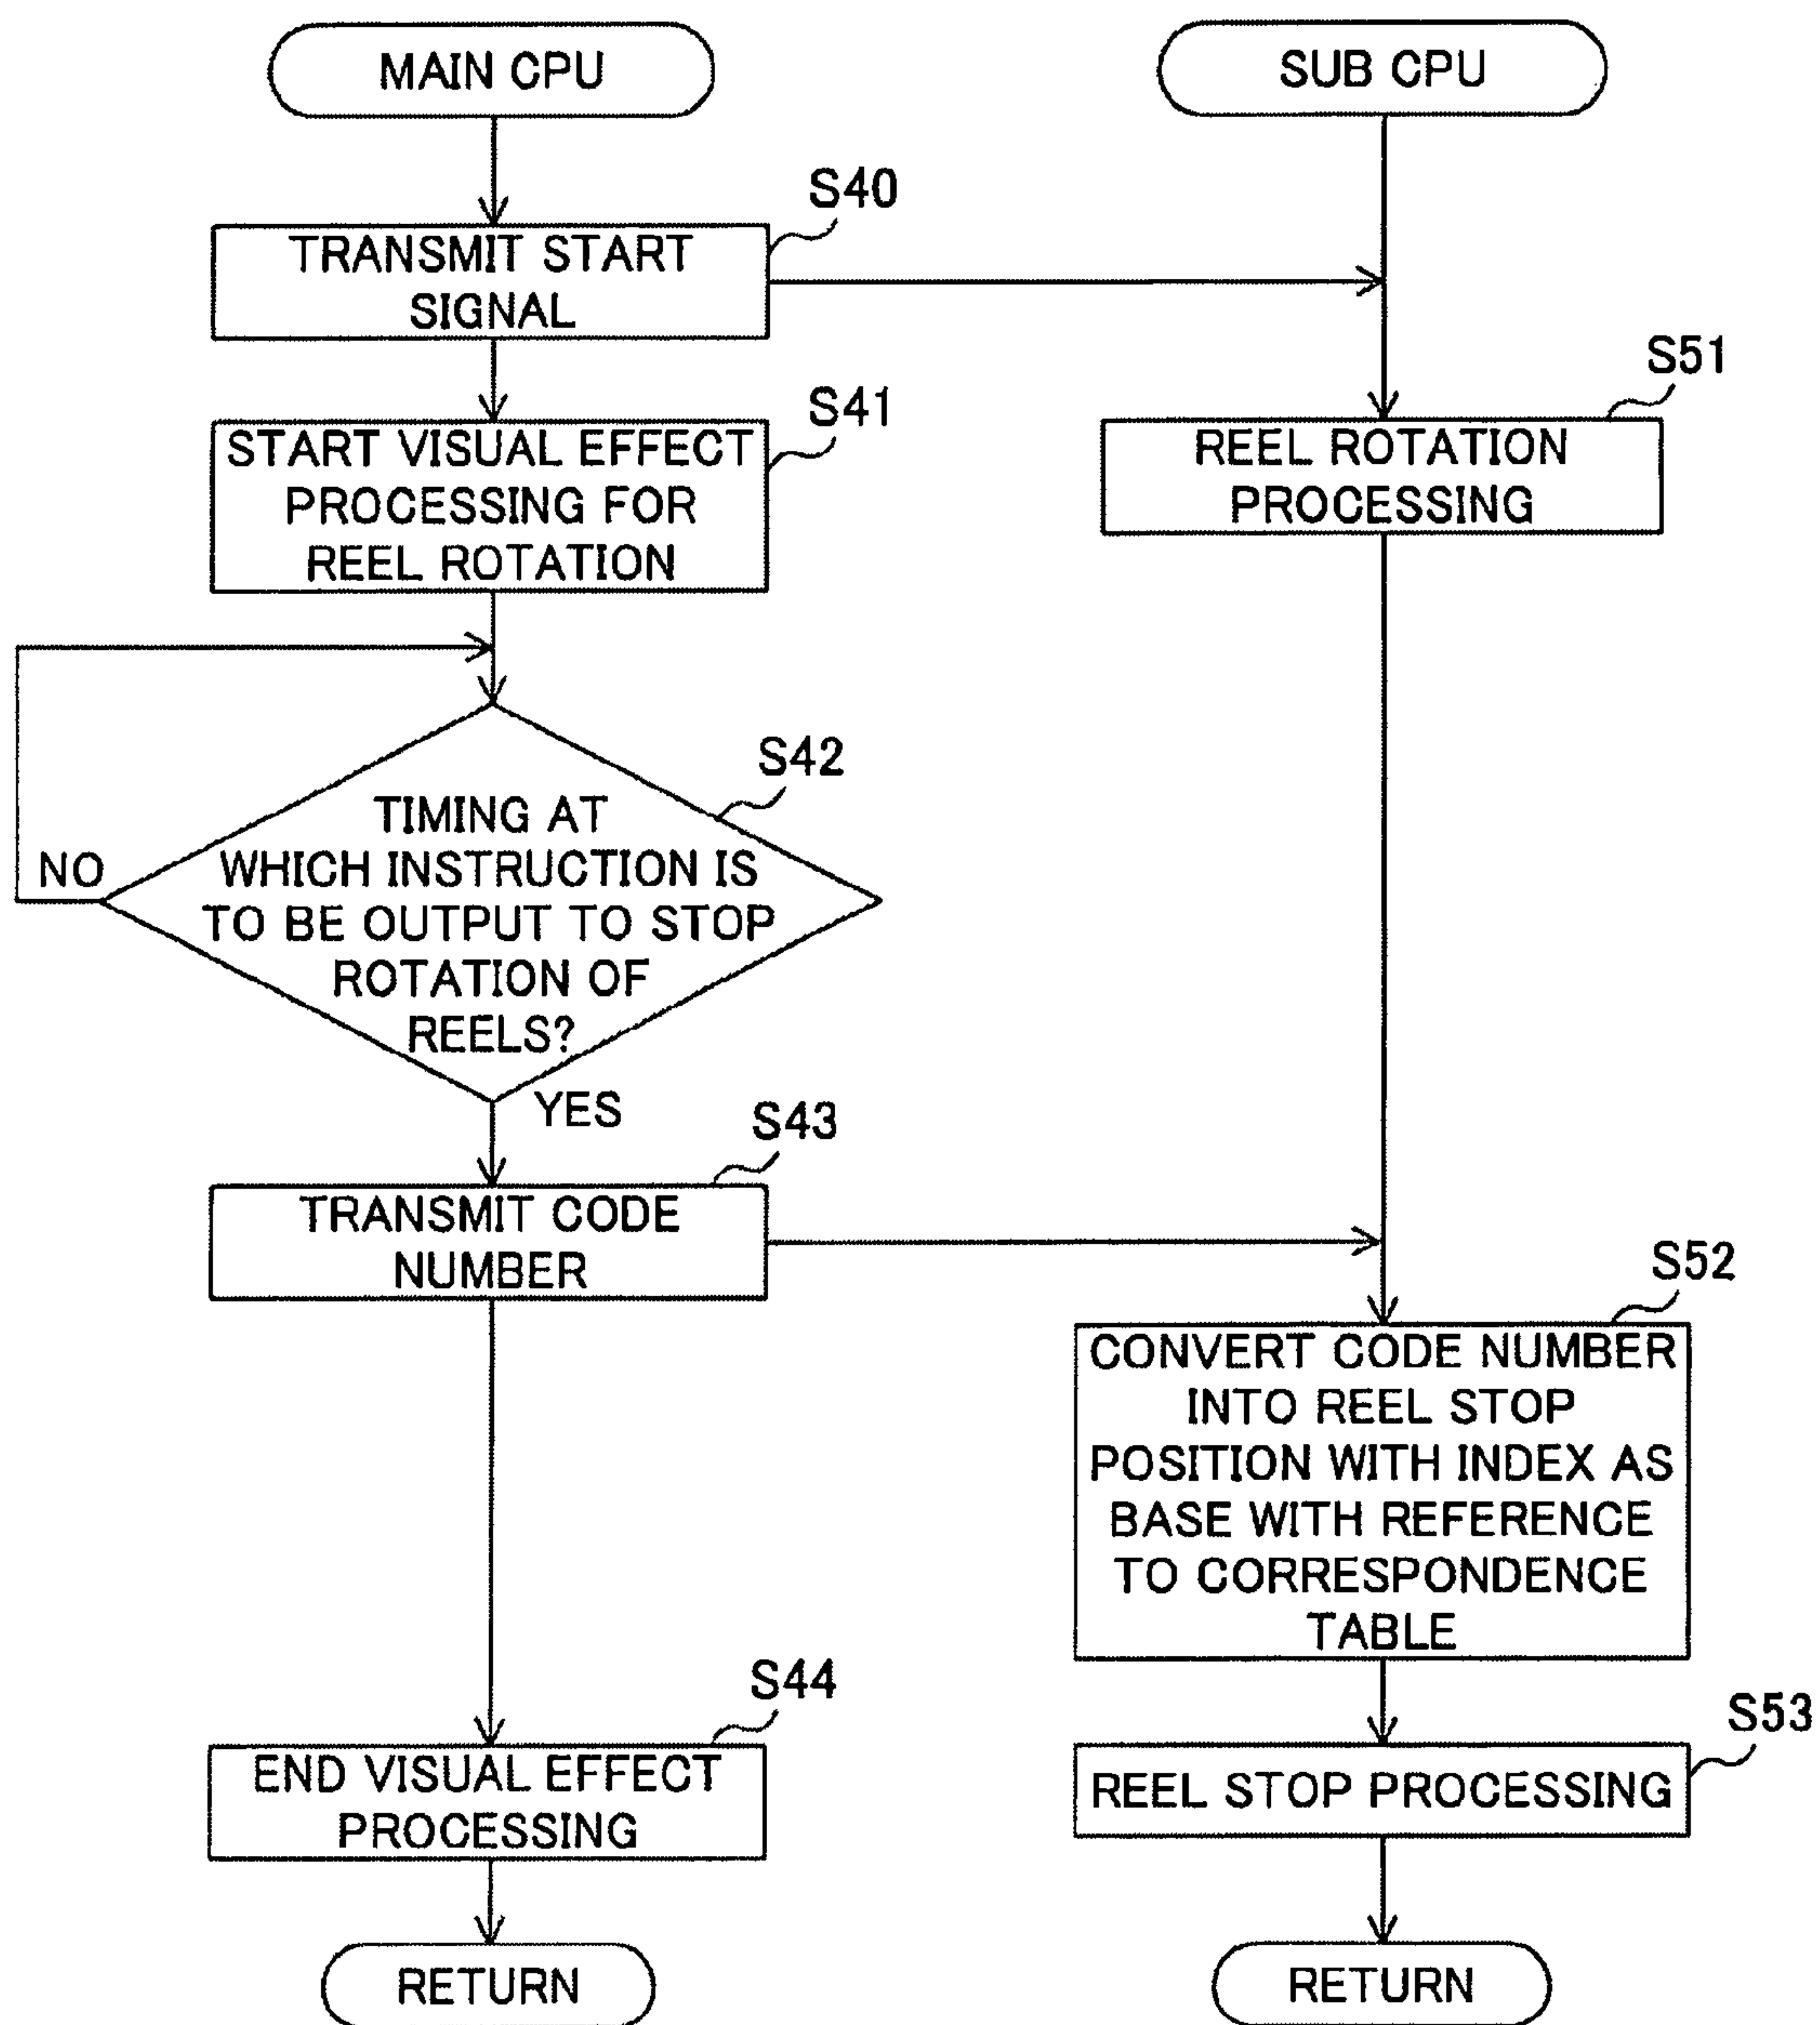 MAIN CPU
SUB CPU
S40
TRANSMIT START
SIGNAL
S41
START VISUAL EFFECT
PROCESSING FOR
REEL ROTATION
S51
REEL ROTATION
PROCESSING
S42
TIMING AT
WHICH INSTRUCTION IS
TO BE OUTPUT TO STOP
ROTATION OF
REELS?
NO
YES
S43
TRANSMIT CODE
NUMBER
S52
CONVERT CODE NUMBER
INTO REEL STOP
POSITION WITH INDEX AS
BASE WITH REFERENCE
TO CORRESPONDENCE
TABLE
S44
END VISUAL EFFECT
PROCESSING
S53
REEL STOP PROCESSING
RETURN
RETURN